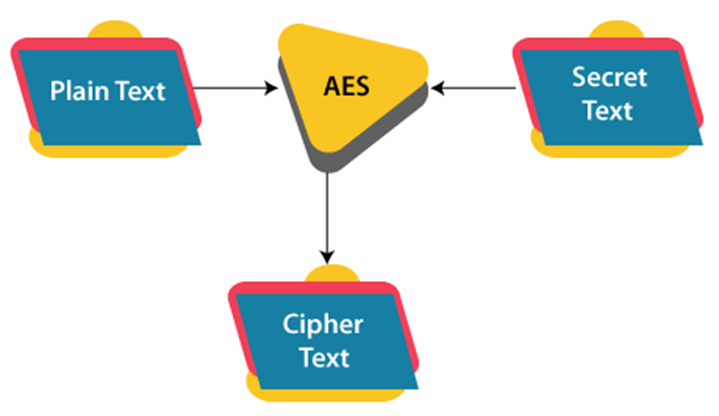 Plain Text
AES
Secret
Text
Cipher
Text